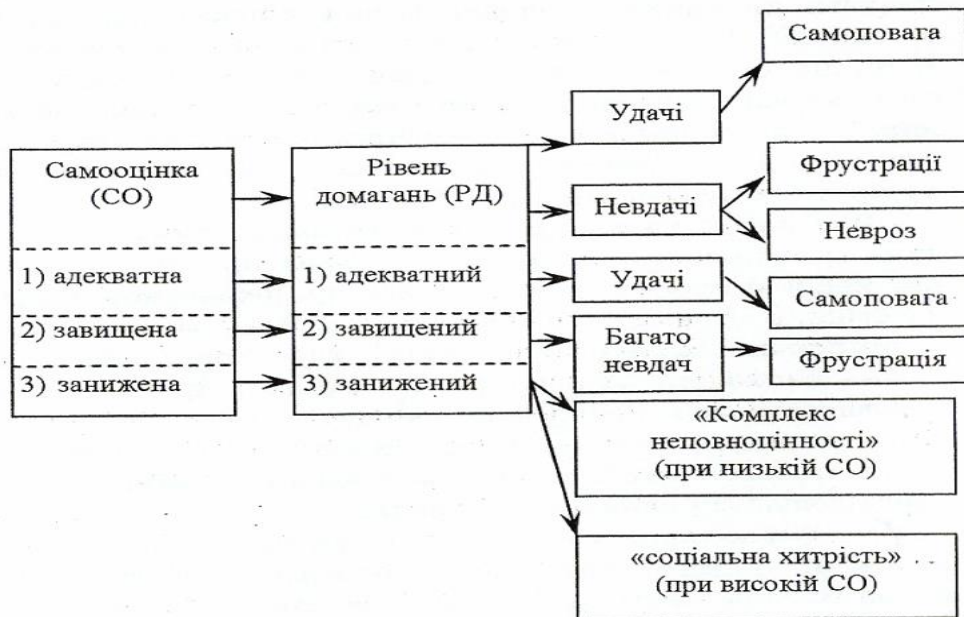 Самооцінка
(СО)
1) адекватна
2) завищена
3) занижена
Рівень
домагань (РД)
1) адекватний
2) завищений
3) занижений
Удачі
Невдачі
Удачі
Багато
невдач
«Комплекс
неповноцінності»
(при низькій СО)
«соціальна хитрість»
(при високій СО)
Самоповага
Фрустрації
Невроз
Самоповага
Фрустрація